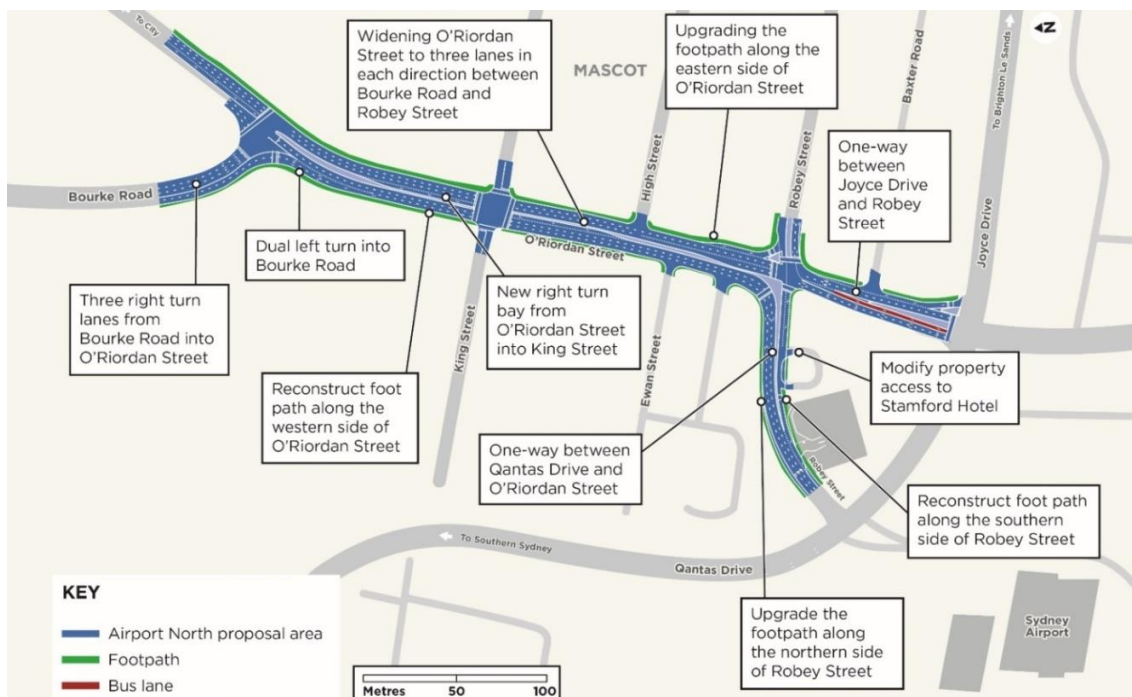 To City
Widening O'Riordan
Street to three lanes in
each direction between
Bourke Road and
Robey Street
MASCOT
Upgrading the
footpath along the
eastern side of
O'Riordan Street
Baxter Road
To Brighton Le Sands
N
One-way
between
Joyce Drive
and Robey
Street
High Street
Robey Street
Joyce Drive
Bourke Road
O'Riordan Street
Dual left turn into
Bourke Road
Three right turn
lanes from
Bourke Road into
O'Riordan Street
King Street
New right turn
bay from
O'Riordan Street
into King Street
Ewan Street
Modify property
access to
Stamford Hotel
Reconstruct foot
path along the
western side of
O'Riordan Street
One-way between
Qantas Drive and
O'Riordan Street
Robey Street
Reconstruct foot path
along the southern
side of Robey Street
To Southern Sydney
Qantas Drive
Upgrade the
footpath along
the northern side
of Robey Street
Sydney
Airport
KEY
Airport North proposal area
Footpath
Bus lane
Metres 50 100